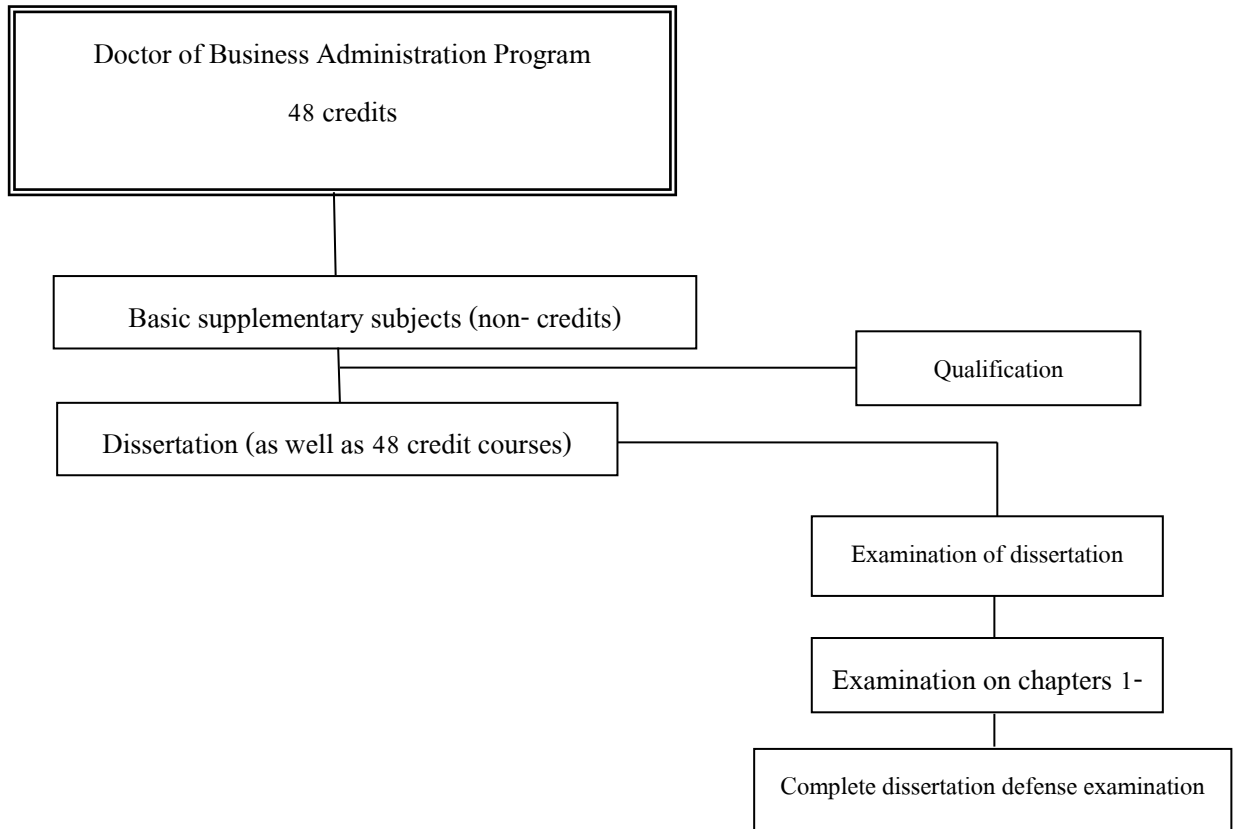 Doctor of Business Administration Program
48 credits
Basic supplementary subjects (non- credits)
Qualification
Dissertation (as well as 48 credit courses)
Examination of dissertation
Examination on chapters 1-
Complete dissertation defense examination